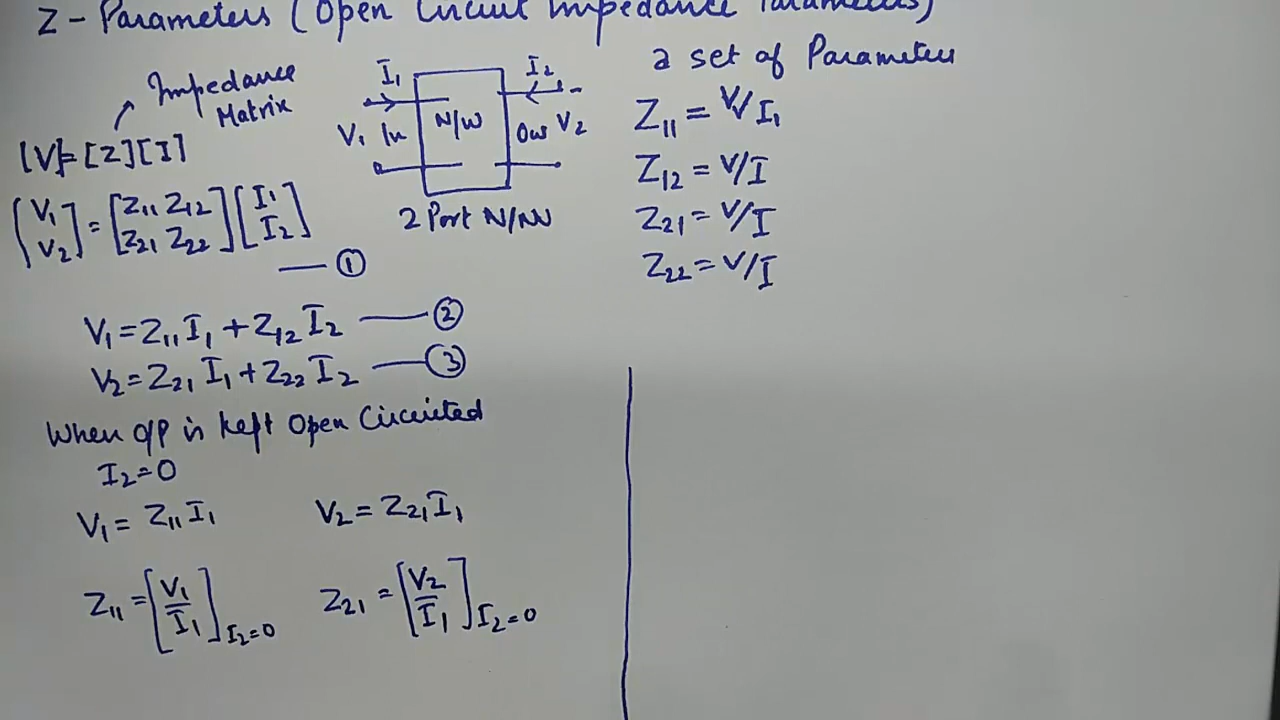 Z - Parameters (Open Circuit Impedance Parameters)
Impedance
Matrix
[V]=[Z][I]
[V1 V2] = [Z11 Z12 Z21 Z22] [I1 I2]
—— ①
I1
I2
V1 In
N/W
V2
2 Port N/W
a set of Parameters
Z11 = V/I1
Z12 = V/I
Z21 = V/I
Z22 = V/I
V1 = Z11 I1 + Z12 I2 —— ②
V2 = Z21 I1 + Z22 I2 —— ③
When O/P is kept Open Circuited
I2 = 0
V1 = Z11 I1
V2 = Z21 I1
Z11 = [V1/I1] I2=0
Z21 = [V2/I1] I2=0